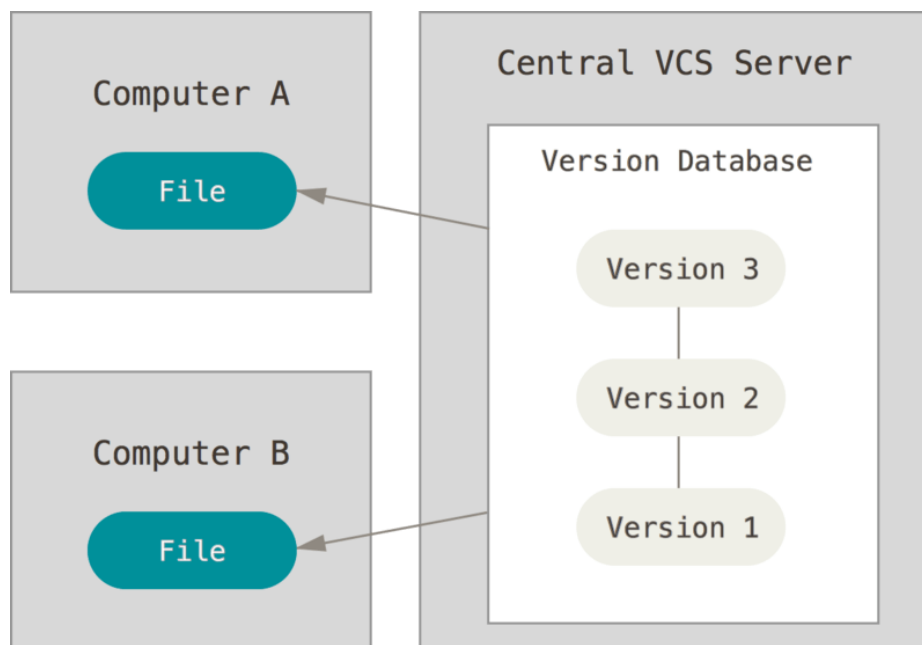 Computer A
File
Computer B
File
Central VCS Server
Version Database
Version 3
Version 2
Version 1